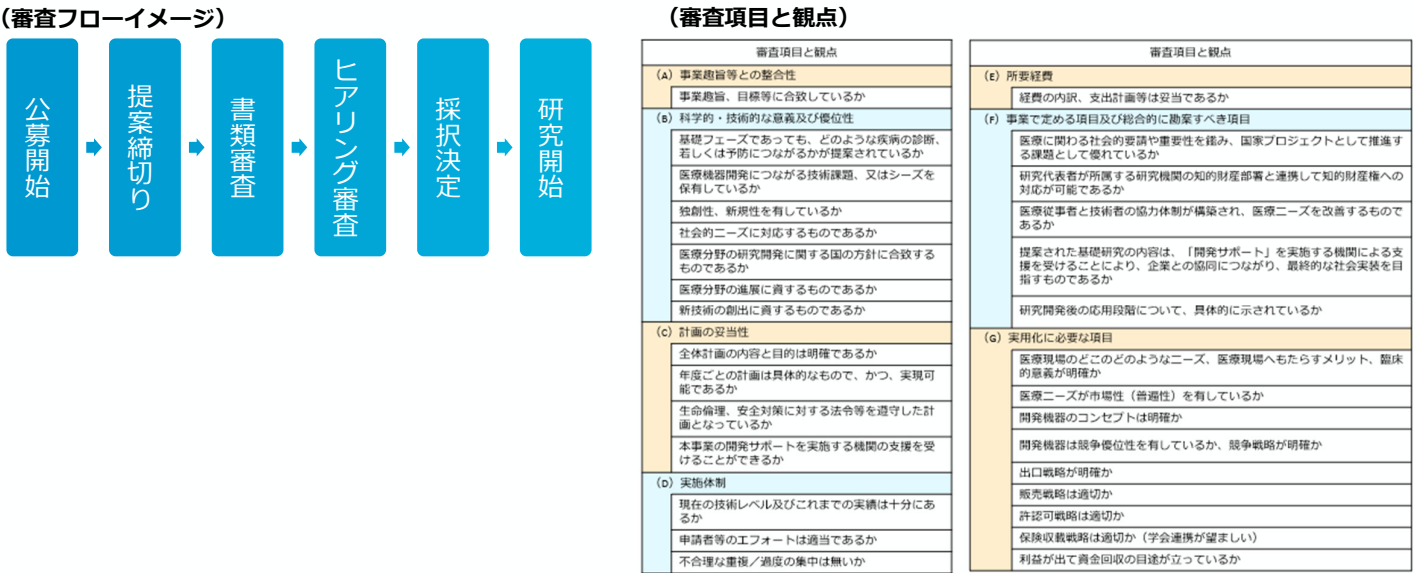 （審査フローイメージ）
公募開始
提案締切り
書類審査
ヒアリング審査
採択決定
研究開始
（審査項目と観点）
審査項目と観点
（A）事業趣旨等との整合性
事業趣旨、目標等に合致しているか
（B）科学的・技術的な意義及び優位性
基礎フェーズであっても、どのような疾病の診断、
若しくは予防につながるかが提案されているか
医療機器開発につながる技術課題、又はシーズを
保有しているか
独創性、新規性を有しているか
社会的ニーズに対応するものであるか
医療分野の研究開発に関する国の方針に合致する
ものであるか
医療分野の進展に資するものであるか
新技術の創出に資するものであるか
（C）計画の妥当性
全体計画の内容と目的は明確であるか
年度ごとの計画は具体的なもので、かつ、実現可
能であるか
生命倫理、安全対策に対する法令等を遵守した計
画となっているか
本事業の開発サポートを実施する機関の支援を受
けることができるか
（D）実施体制
現在の技術レベル及びこれまでの実績は十分にあ
るか
申請者等のエフォートは適当であるか
不合理な重複／過度の集中は無いか
審査項目と観点
（E）所要経費
経費の内訳、支出計画等は妥当であるか
（F）事業で定める項目及び総合的に勘案すべき項目
医療に関わる社会的要請や重要性を鑑み、国家プロジェクトとして推進す
る課題として優れているか
研究代表者が所属する研究機関の知的財産部署と連携して知的財産権への
対応が可能であるか
医療従事者と技術者の協力体制が構築され、医療ニーズを改善するもので
あるか
提案された基礎研究の内容は、「開発サポート」を実施する機関による支
援を受けることにより、企業との協同につながり、最終的な社会実装を目
指すものであるか
研究開発後の応用段階について、具体的に示されているか
（G）実用化に必要な項目
医療現場のどこのどのようなニーズ、医療現場へもたらすメリット、臨床
的意義が明確か
医療ニーズが市場性（普遍性）を有しているか
開発機器のコンセプトは明確か
開発機器は競争優位性を有しているか、競争戦略が明確か
出口戦略が明確か
販売戦略は適切か
許認可戦略は適切か
保険収載戦略は適切か（学会連携が望ましい）
利益が出て資金回収の目途が立っているか